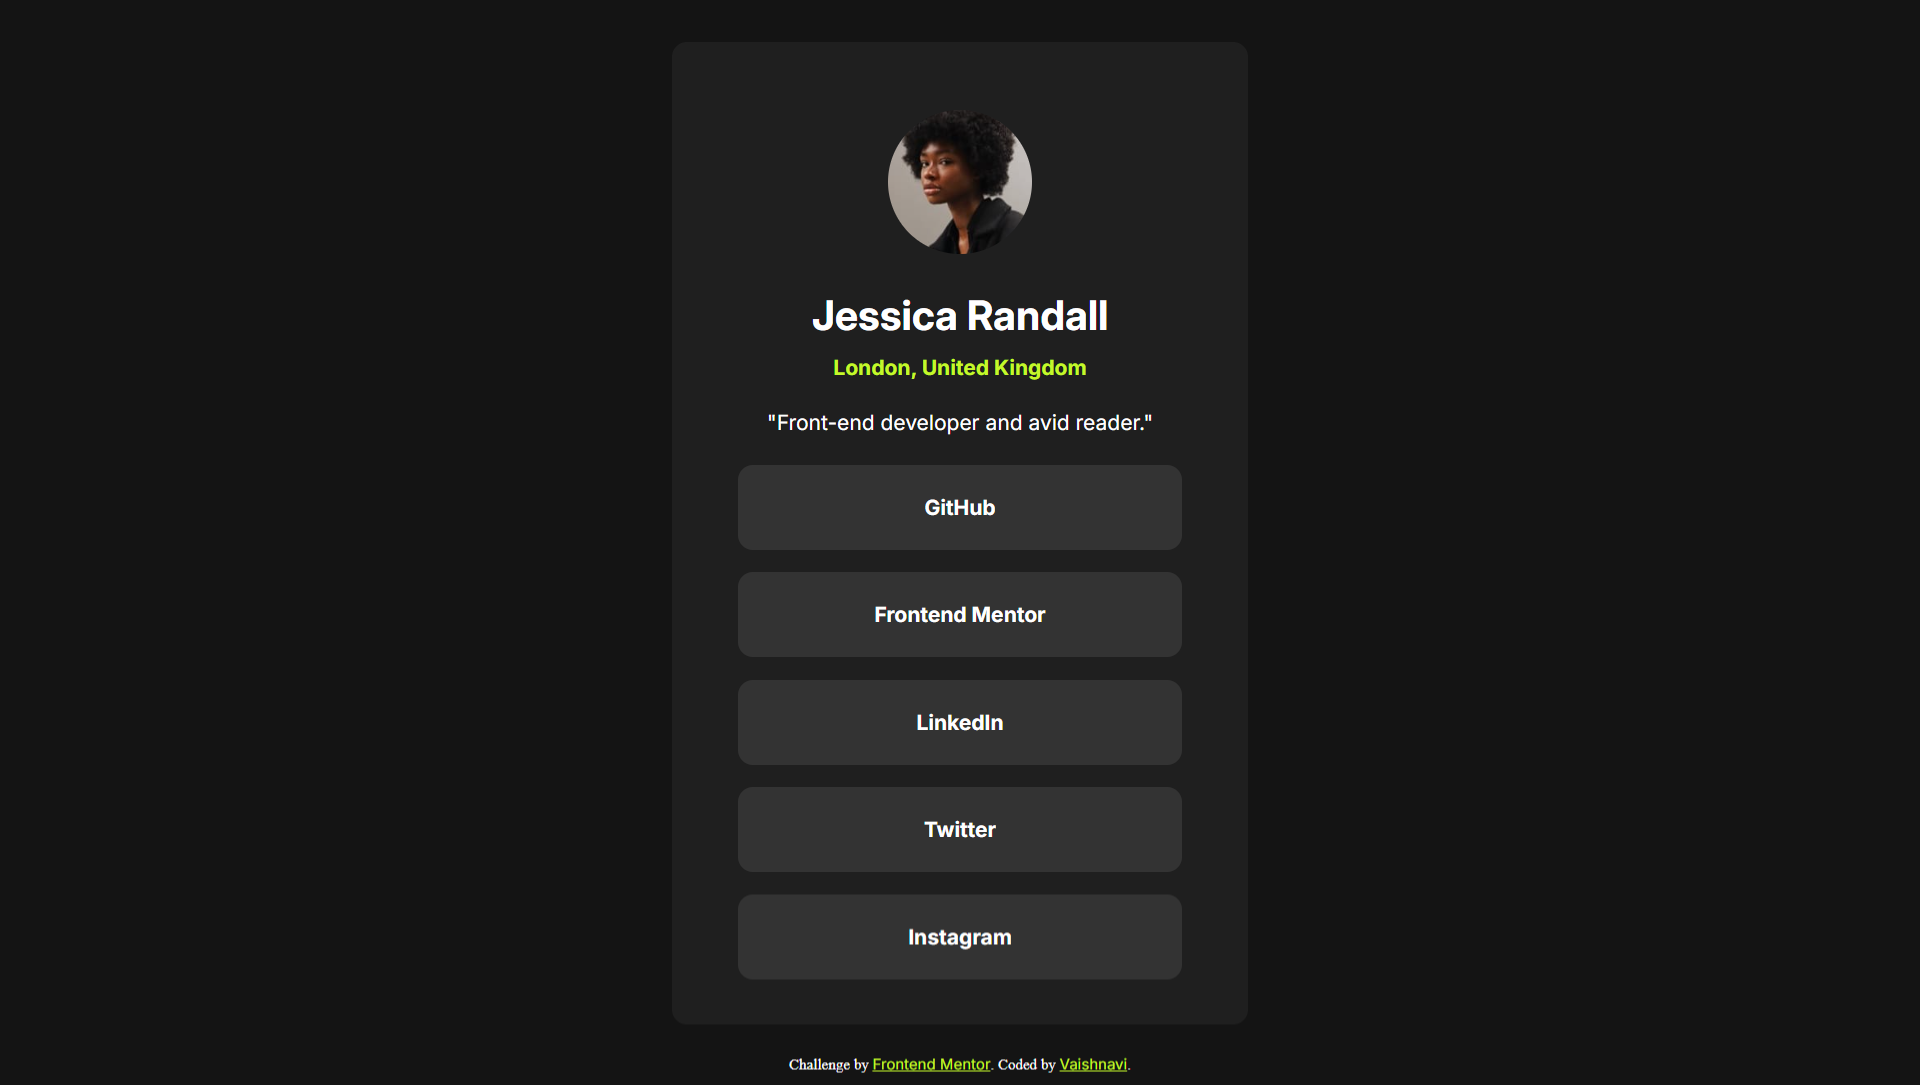 Jessica Randall
London, United Kingdom
"Front-end developer and avid reader."
GitHub
Frontend Mentor
LinkedIn
Twitter
Instagram
Challenge by Frontend Mentor. Coded by Vaishnavi.